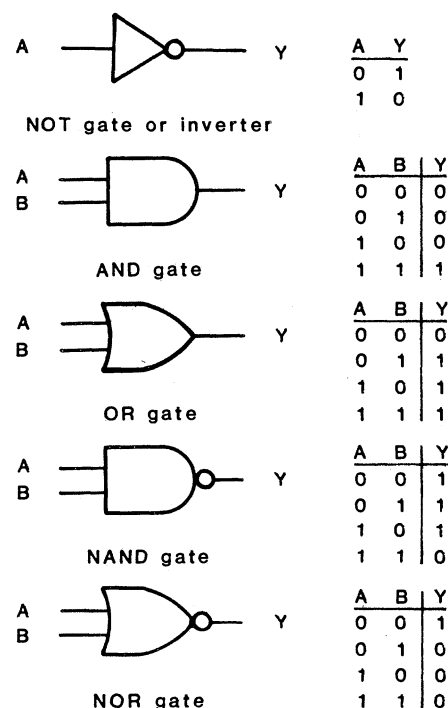 A Y
A Y
0 1
1 0
NOT gate or inverter
A B Y
A
B
Y
0 0 0
0 1 0
1 0 0
1 1 1
AND gate
A B Y
A
B
Y
0 0 0
0 1 1
1 0 1
1 1 1
OR gate
A B Y
A
B
Y
0 0 1
0 1 1
1 0 1
1 1 0
NAND gate
A B Y
A
B
Y
0 0 1
0 1 0
1 0 0
1 1 0
NOR gate